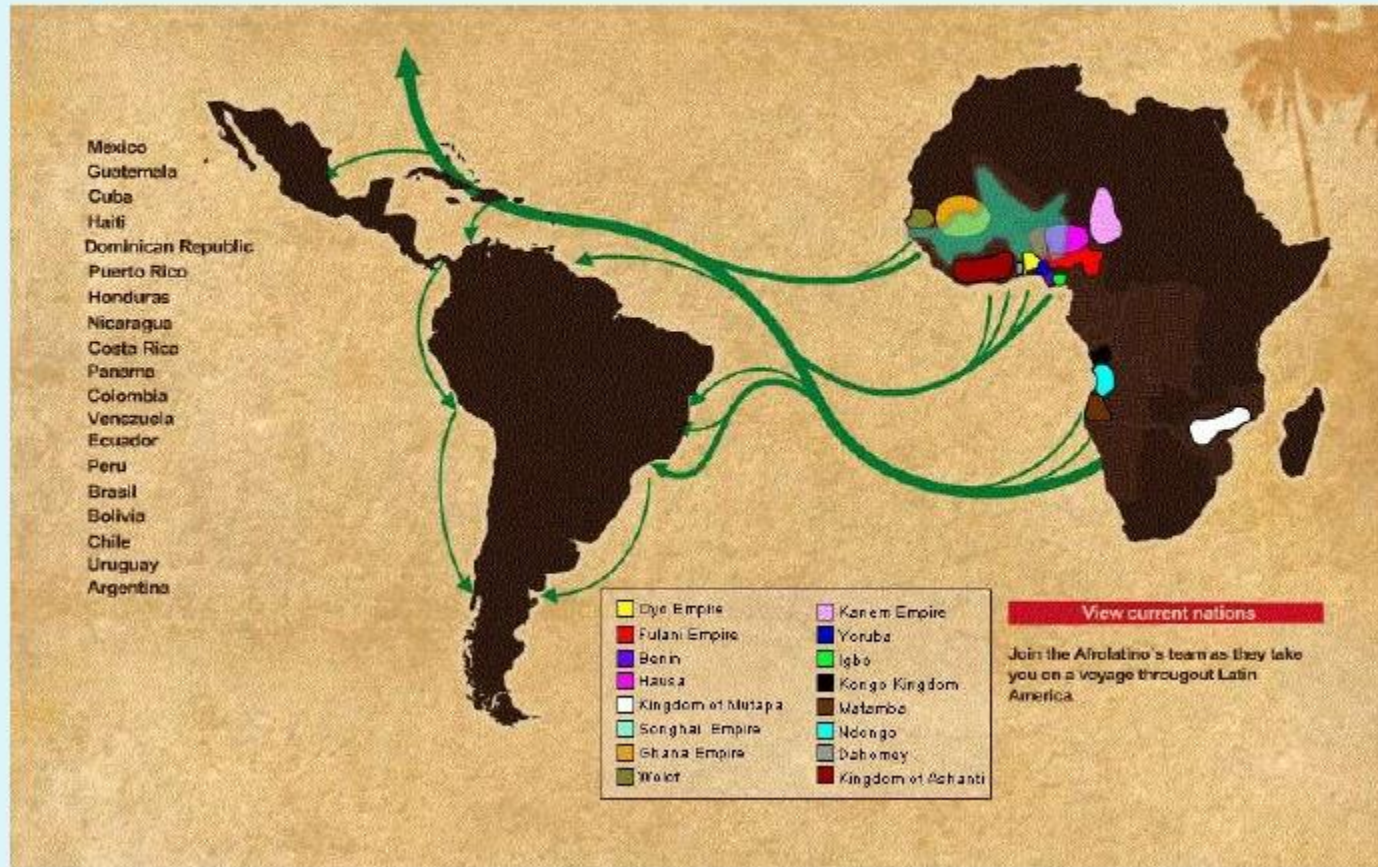 Mexico
Guatemala
Cuba
Haiti
Dominican Republic
Puerto Rico
Honduras
Nicaragua
Costa Rica
Panama
Colombia
Venezuela
Ecuador
Peru
Brasil
Bolivia
Chile
Uruguay
Argentina
Oyo Empire
Fulani Empire
Benin
Hausa
Kingdom of Mutapa
Songhai Empire
Ghana Empire
Wolof
Kanem Empire
Yoruba
Igbo
Kongo Kingdom
Matamba
Ndongo
Dahomey
Kingdom of Ashanti
View current nations
Join the Afrolatino's team as they take
you on a voyage througout Latin
America